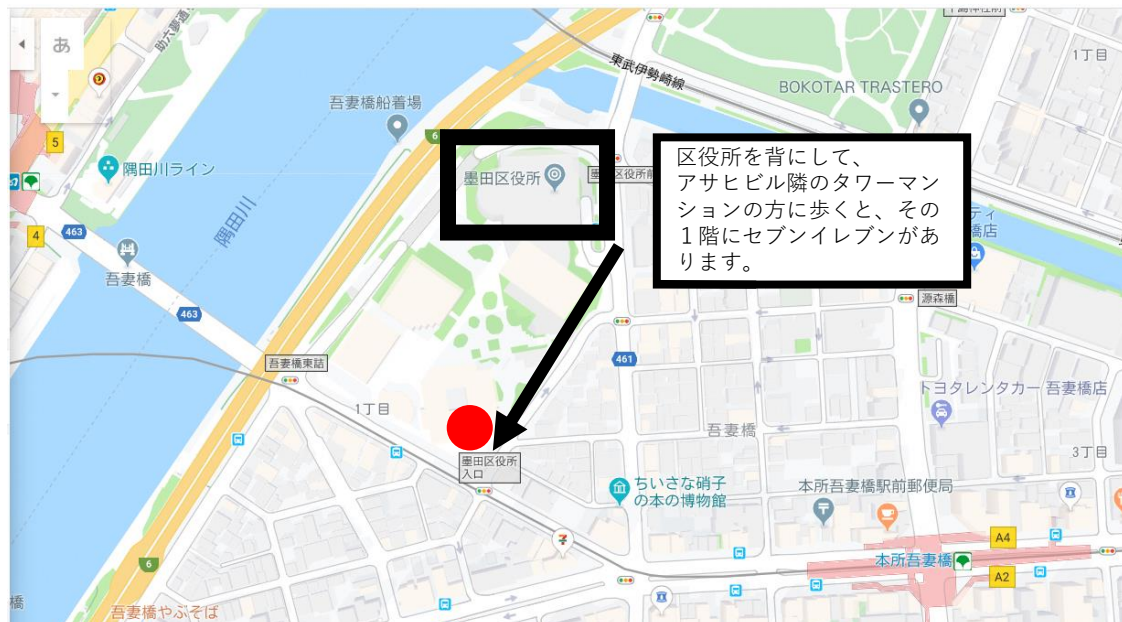 あ
助六夢通り
1丁目
東武伊勢崎線
BOKOTAR TRASTERO
吾妻橋船着場
6
5
隅田川ライン
墨田区役所
区役所を背にして、
アサヒビル隣のタワーマン
ションの方に歩くと、その
１階にセブンイレブンがあ
ります。
隅田川
4
463
吾妻橋
463
源森橋
吾妻橋東詰
461
トヨタレンタカー 吾妻橋店
1丁目
吾妻橋
3丁目
墨田区役所
入口
ちいさな硝子
の本の博物館
本所吾妻橋駅前郵便局
7
A4
本所吾妻橋
A2
6
吾妻橋やぶそば
橋